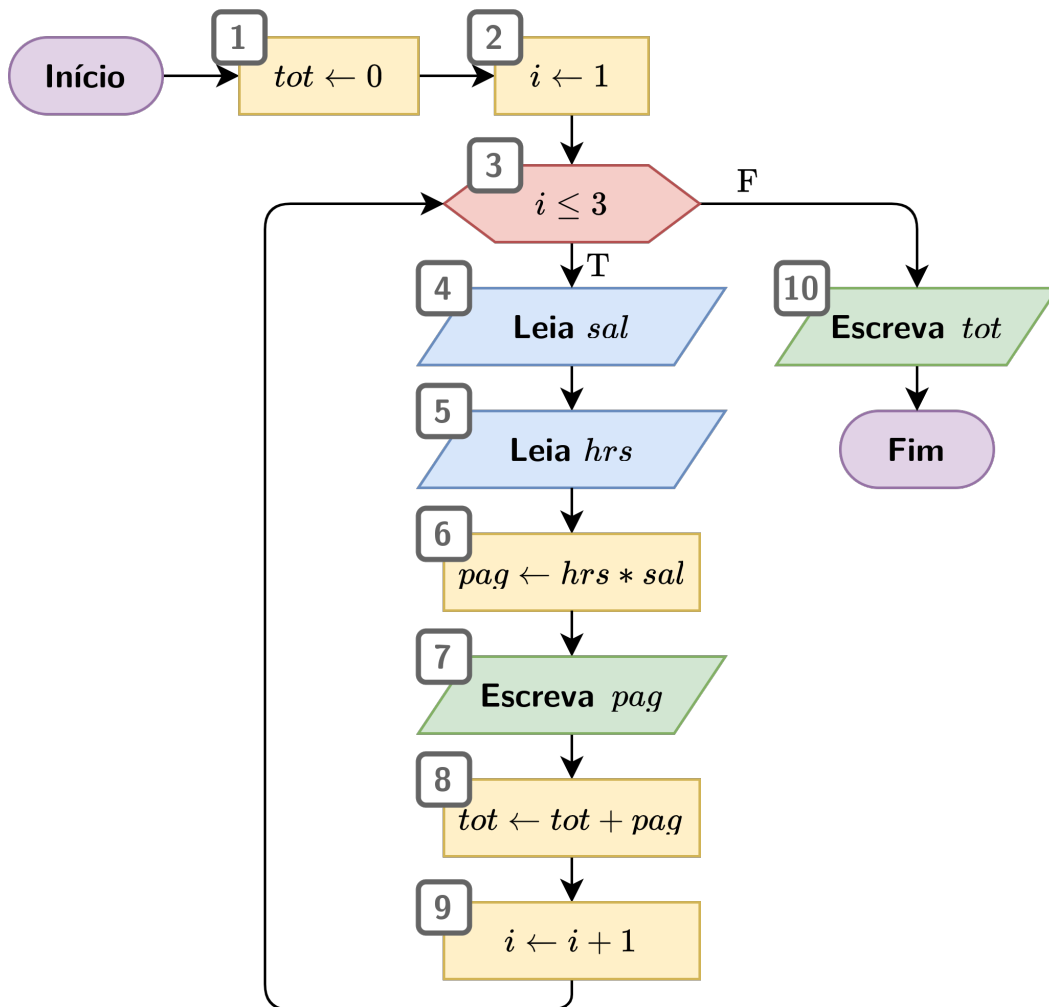 Início
1
tot ← 0
2
i ← 1
3
i ≤ 3
F
T
4
Leia sal
10
Escreva tot
5
Leia hrs
Fim
6
pag ← hrs * sal
7
Escreva pag
8
tot ← tot + pag
9
i ← i + 1